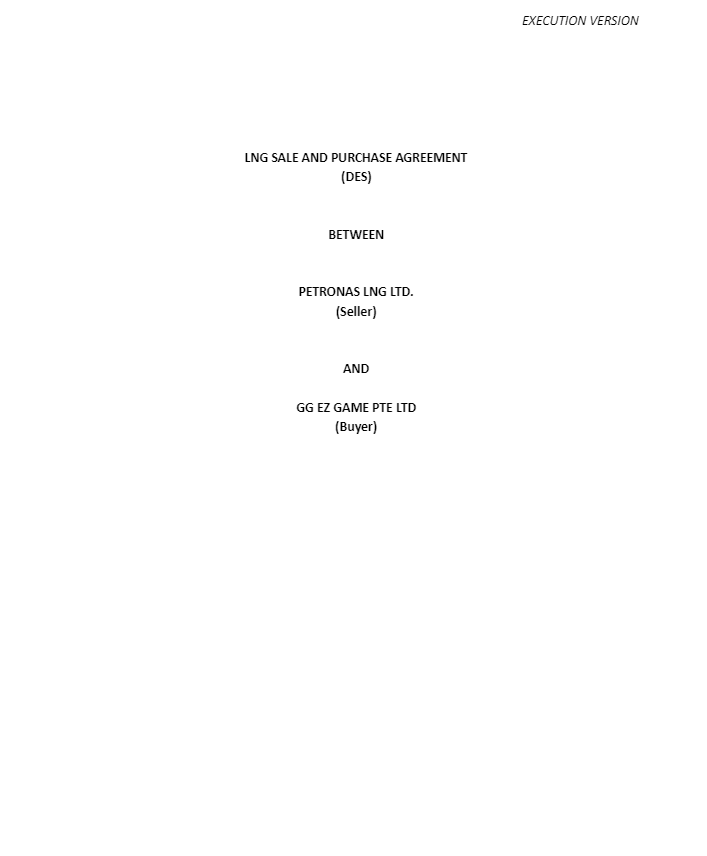 EXECUTION VERSION
LNG SALE AND PURCHASE AGREEMENT
(DES)
BETWEEN
PETRONAS LNG LTD.
(Seller)
AND
GG EZ GAME PTE LTD
(Buyer)